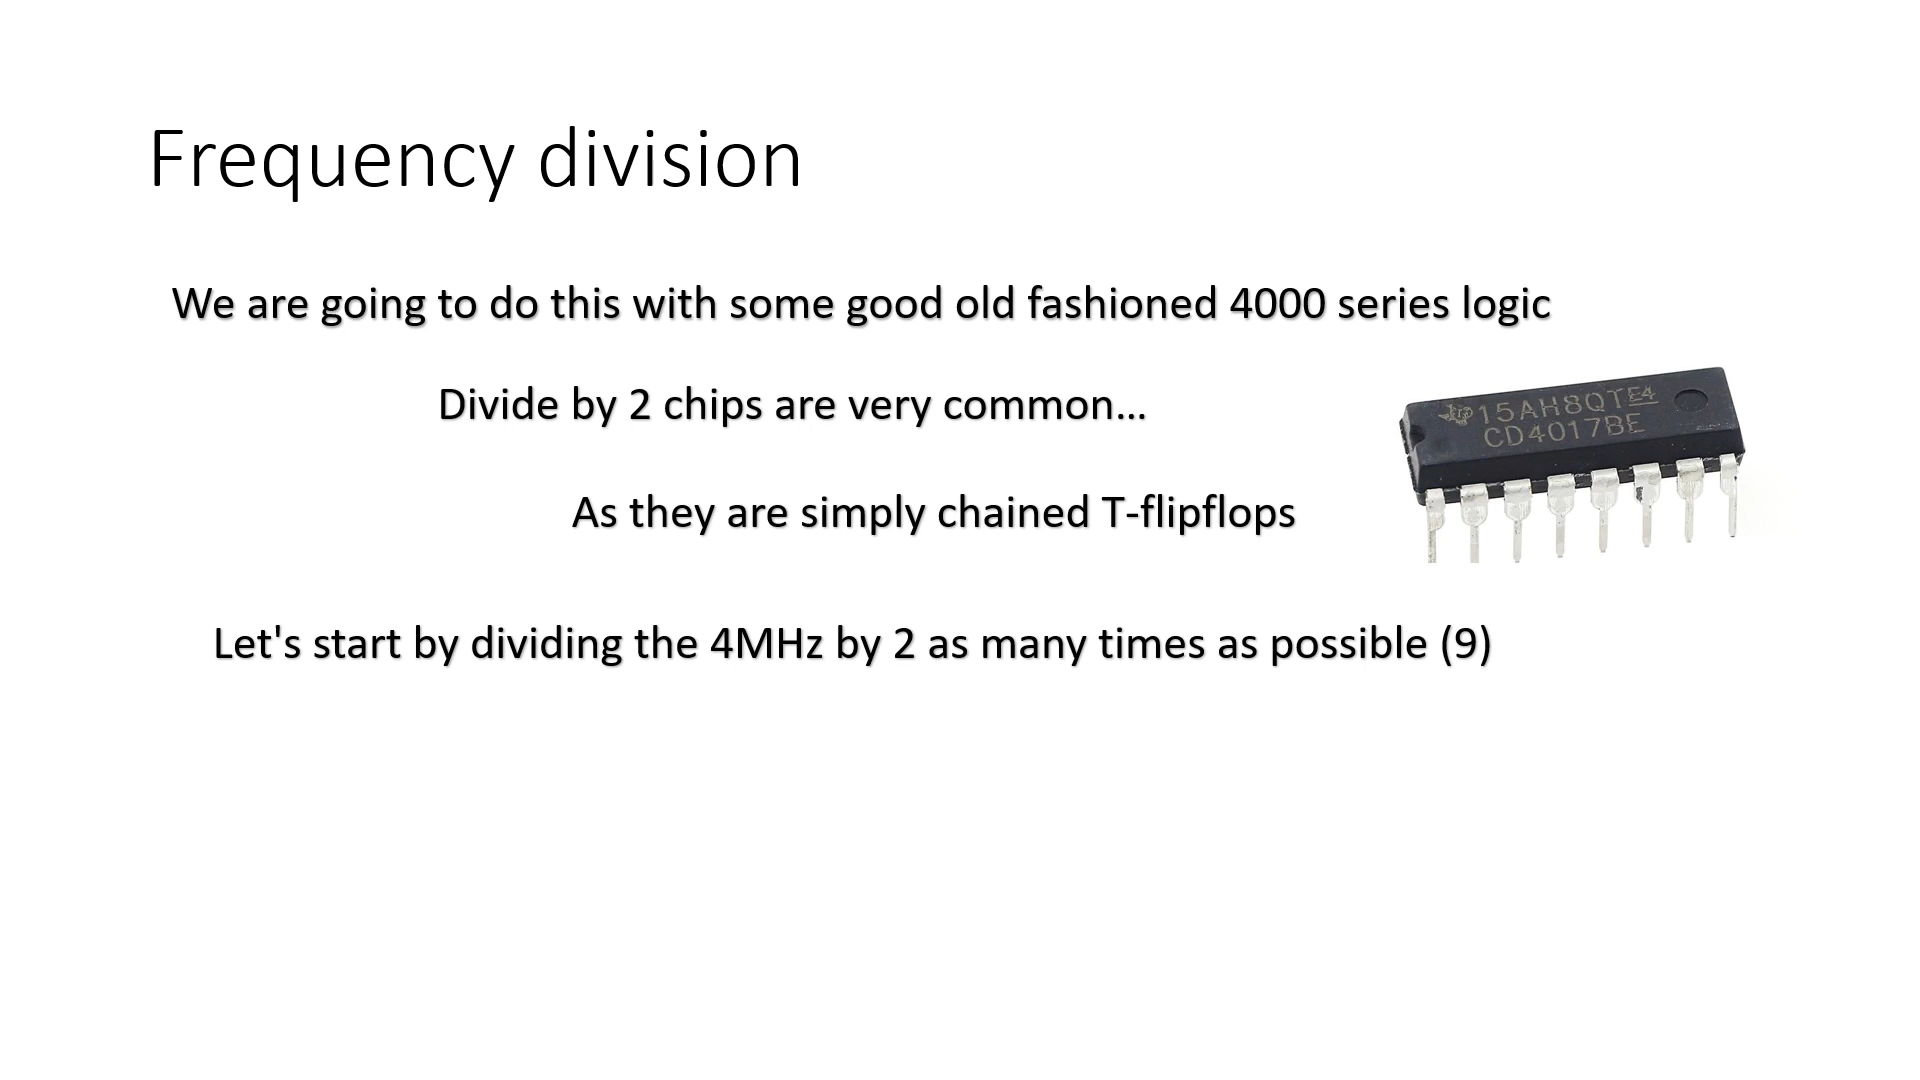 Frequency division
We are going to do this with some good old fashioned 4000 series logic
Divide by 2 chips are very common...
15AH8QTE4
CD4017BE
As they are simply chained T-flipflops
Let's start by dividing the 4MHz by 2 as many times as possible (9)